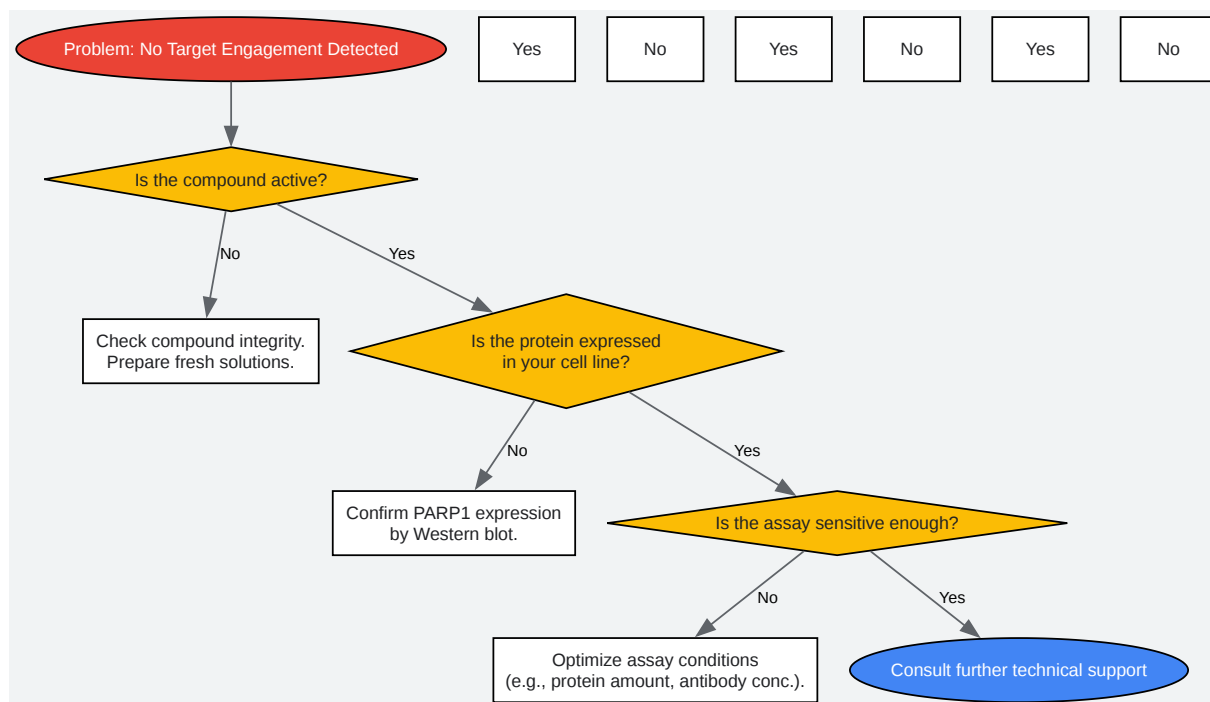 Problem: No Target Engagement Detected
Yes
No
Yes
No
Yes
No
Is the compound active?
No
Yes
Check compound integrity.
Prepare fresh solutions.
Is the protein expressed
in your cell line?
No
Yes
Confirm PARP1 expression
by Western blot.
Is the assay sensitive enough?
No
Yes
Optimize assay conditions
(e.g., protein amount, antibody conc.).
Consult further technical support